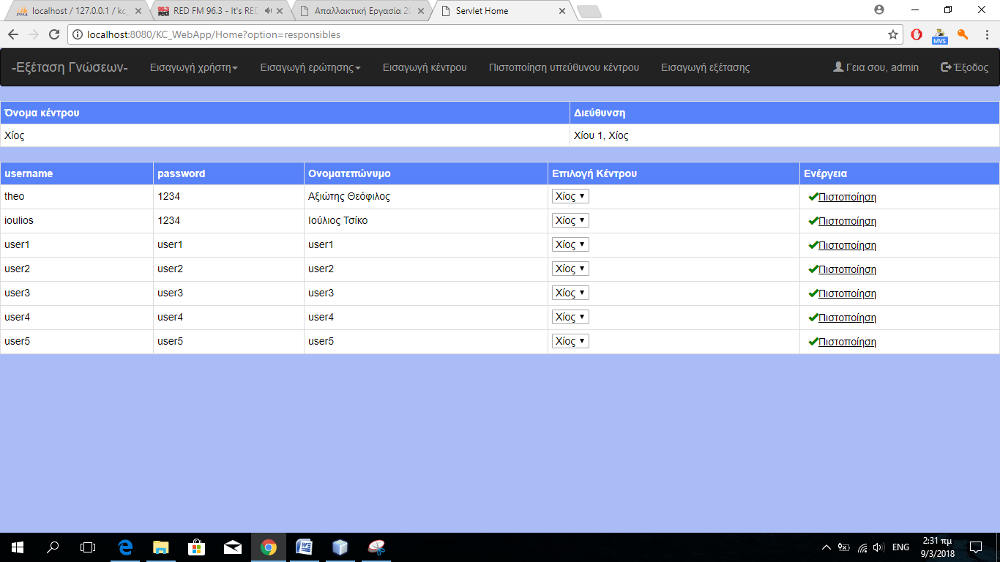 localhost / 127.0.0.1 / kc_
RED FM 96.3 - It's RED
Απαλλακτική Εργασία 20
Servlet Home
localhost:8080/KC_WebApp/Home?option=responsibles
MVS
-Εξέταση Γνώσεων- Εισαγωγή χρήστη Εισαγωγή ερώτησης Εισαγωγή κέντρου Πιστοποίηση υπεύθυνου κέντρου Εισαγωγή εξέτασης Γεια σου, admin Έξοδος
Όνομα κέντρου Διεύθυνση
Χίος Χίου 1, Χίος
username password Ονοματεπώνυμο Επιλογή Κέντρου Ενέργεια
theo 1234 Αξιώτης Θεόφιλος Χίος Πιστοποίηση
ioulios 1234 Ιούλιος Τσίκο Χίος Πιστοποίηση
user1 user1 user1 Χίος Πιστοποίηση
user2 user2 user2 Χίος Πιστοποίηση
user3 user3 user3 Χίος Πιστοποίηση
user4 user4 user4 Χίος Πιστοποίηση
user5 user5 user5 Χίος Πιστοποίηση
ENG
2:31 πμ
9/3/2018